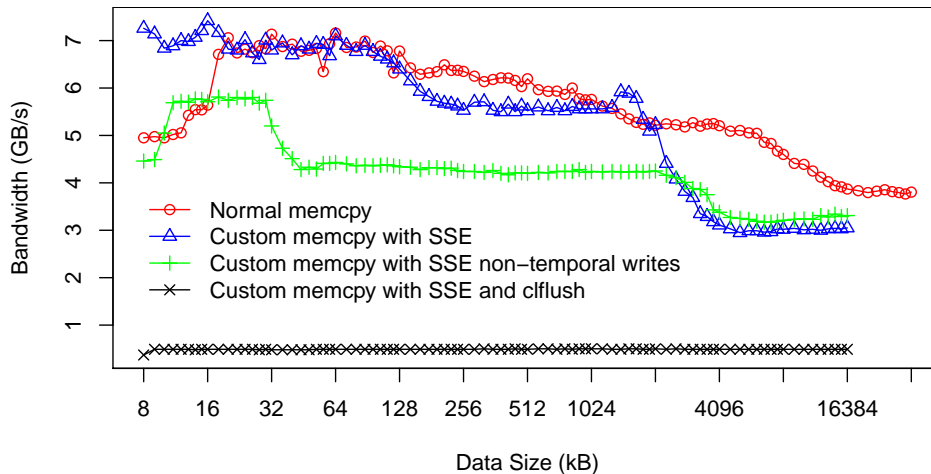 Bandwidth (GB/s)
7
6
5
4
3
2
1
Normal memcpy
Custom memcpy with SSE
Custom memcpy with SSE non−temporal writes
Custom memcpy with SSE and clflush
8 16 32 64 128 256 512 1024 4096 16384
Data Size (kB)